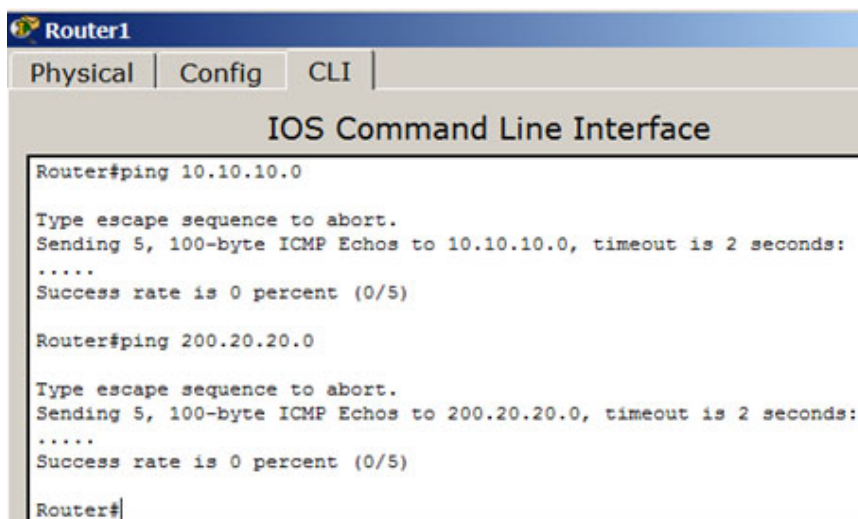 Router1
Physical Config CLI
IOS Command Line Interface
Router#ping 10.10.10.0
Type escape sequence to abort.
Sending 5, 100-byte ICMP Echos to 10.10.10.0, timeout is 2 seconds:
.....
Success rate is 0 percent (0/5)
Router#ping 200.20.20.0
Type escape sequence to abort.
Sending 5, 100-byte ICMP Echos to 200.20.20.0, timeout is 2 seconds:
.....
Success rate is 0 percent (0/5)
Router#